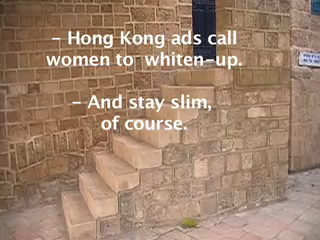 - Hong Kong ads call
women to whiten-up.
- And stay slim,
of course.